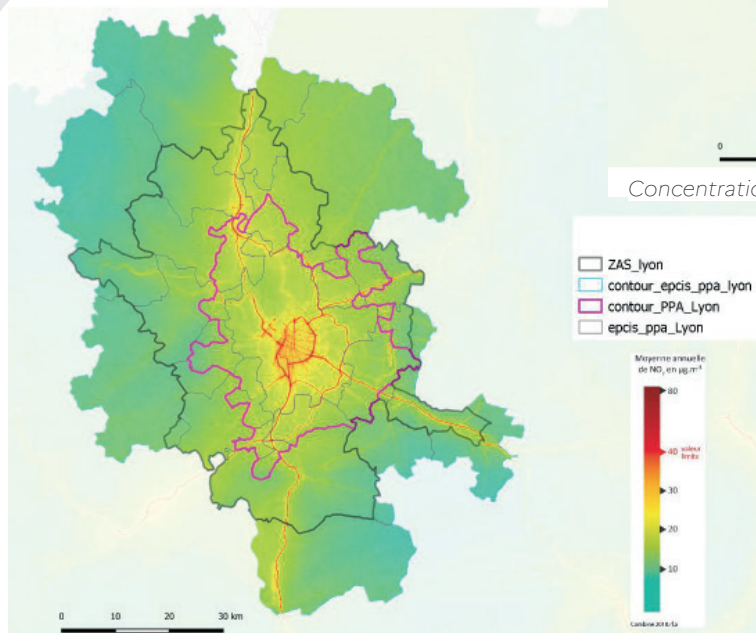 0
Concentratio
ZAS_lyon
contour_epcis_ppa_lyon
contour_PPA_Lyon
epcis_ppa_Lyon
Moyenne annuelle
de NO₂ en µg.m⁻³
80
40 valeur
limite
30
20
10
0 10 20 30 km